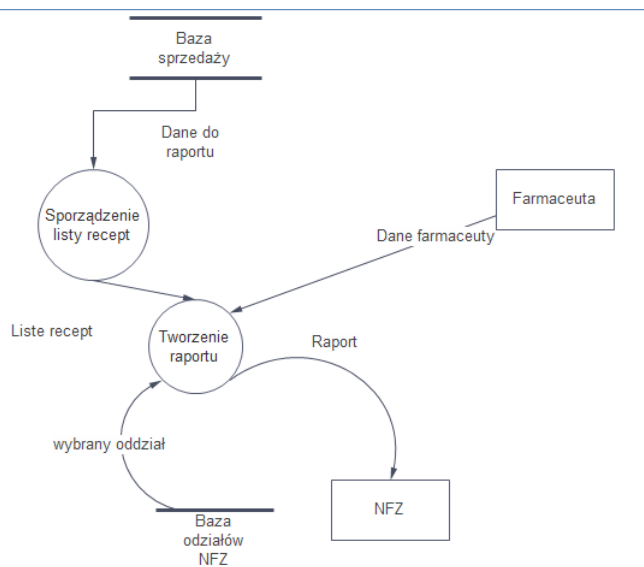 Baza
sprzedaży
Dane do
raportu
Sporządzenie
listy recept
Farmaceuta
Dane farmaceuty
Liste recept
Tworzenie
raportu
Raport
wybrany oddział
NFZ
Baza
odziałów
NFZ